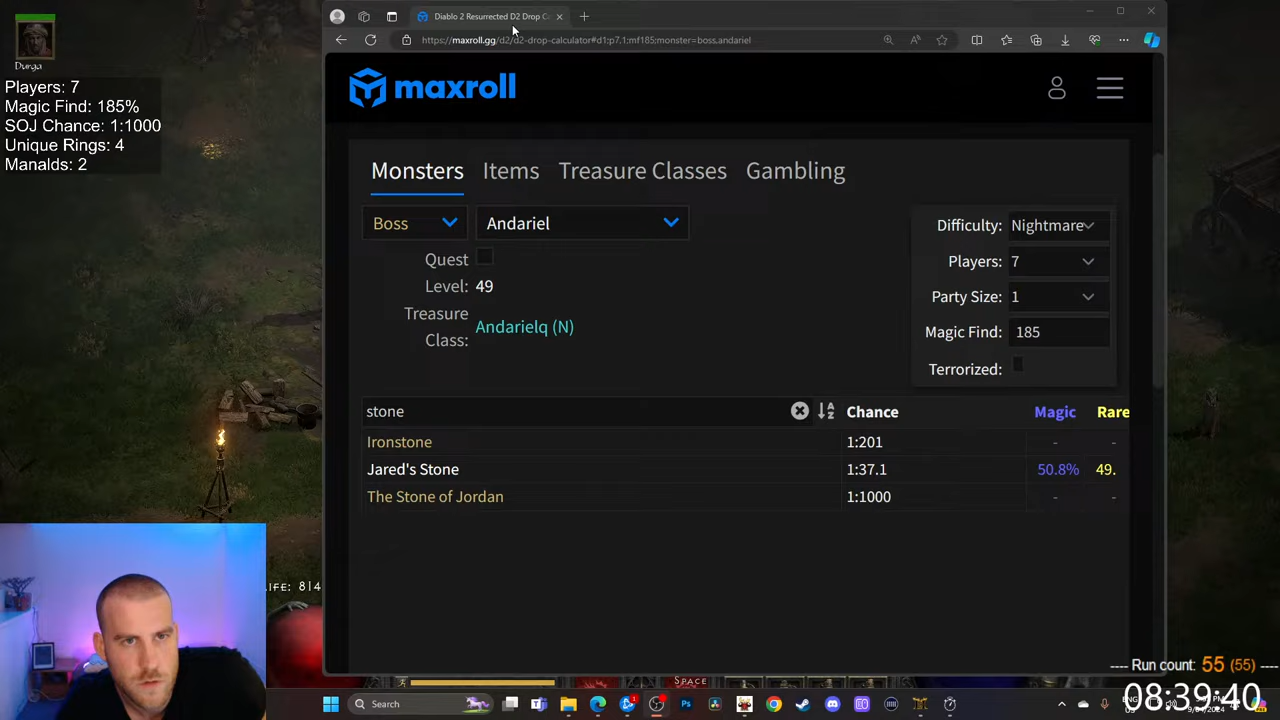 Diablo 2 Resurrected D2 Drop C
https://maxroll.gg/d2/d2-drop-calculator#d1;p7,1;mf185;monster=boss,andariel
Durga
Players: 7
Magic Find: 185%
SOJ Chance: 1:1000
Unique Rings: 4
Manalds: 2
maxroll
Monsters Items Treasure Classes Gambling
Boss Andariel
Quest
Level: 49
Treasure
Class: Andarielq (N)
Difficulty: Nightmare
Players: 7
Party Size: 1
Magic Find: 185
Terrorized:
stone Chance Magic Rare
Ironstone 1:201 - -
Jared's Stone 1:37.1 50.8% 49.
The Stone of Jordan 1:1000 - -
LIFE: 814
Space
---- Run count: 55 (55) ----
Search
08:39:40